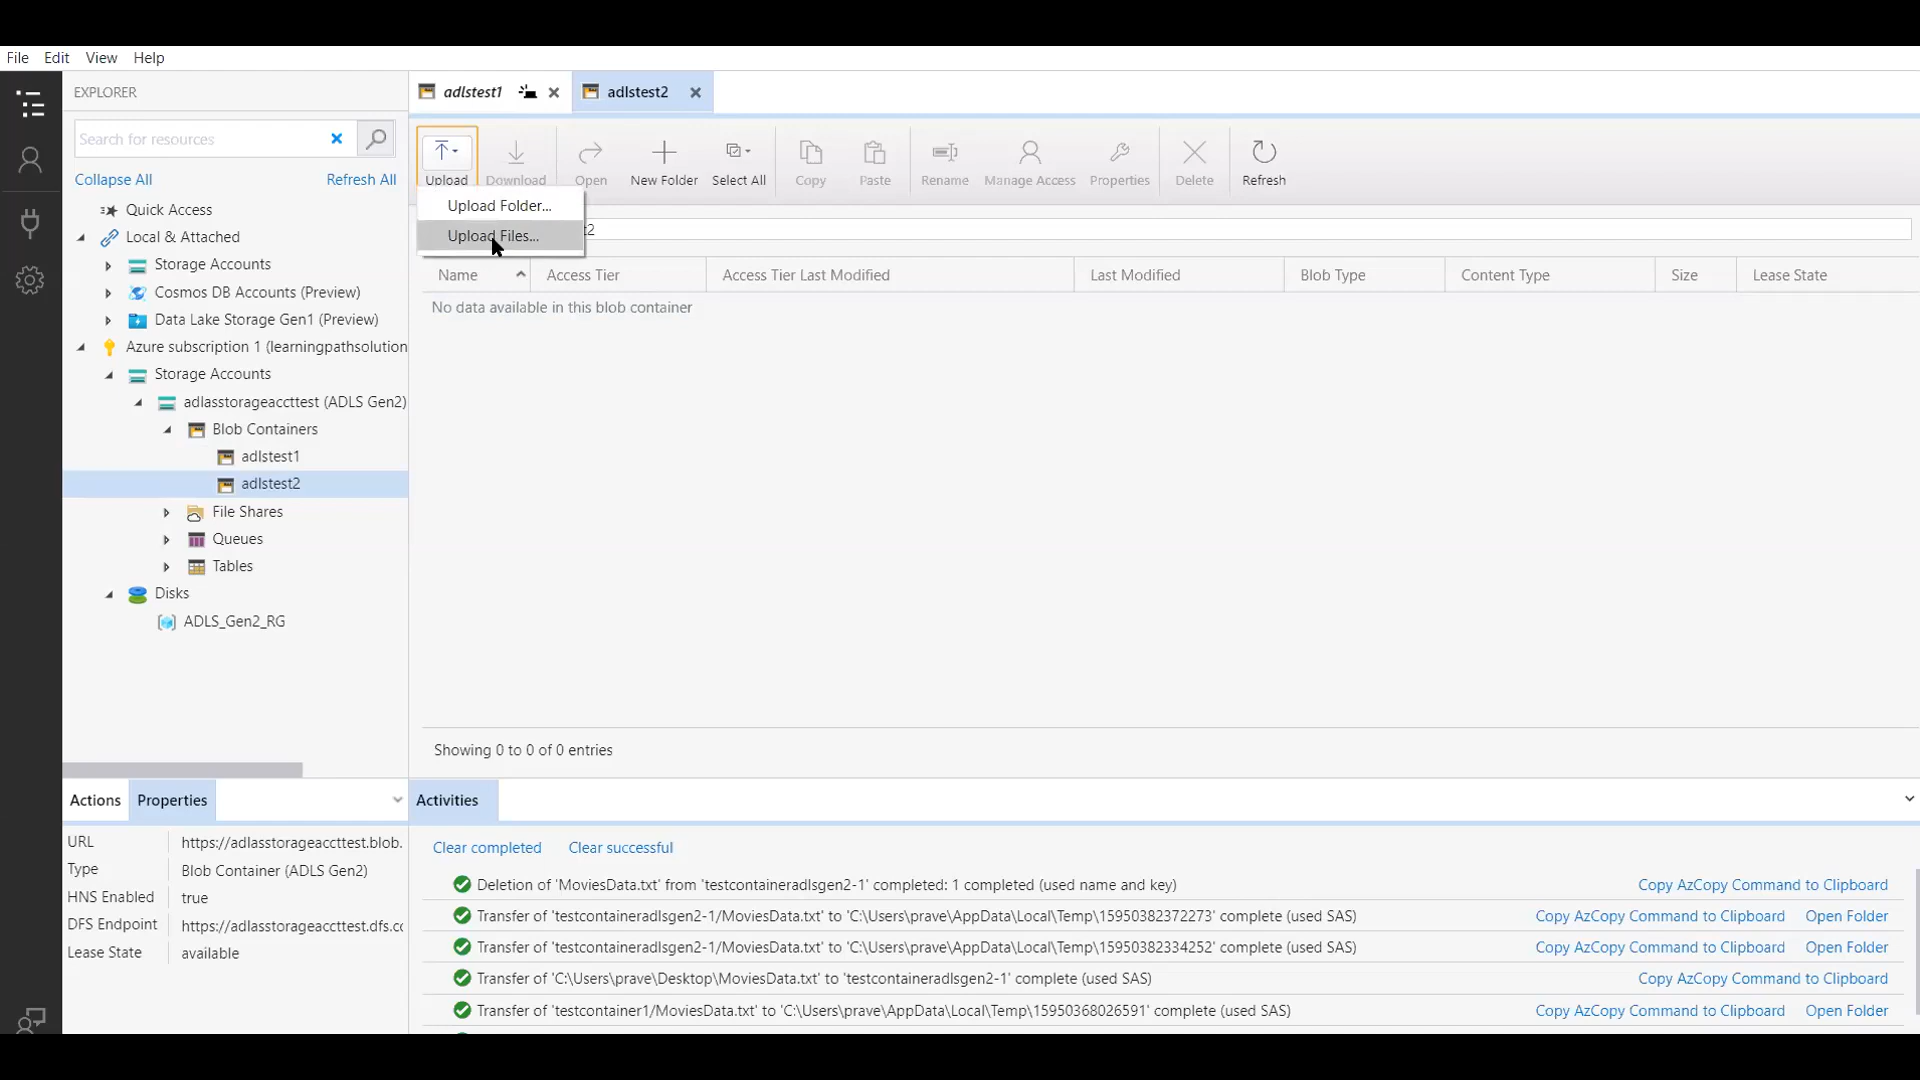 File Edit View Help
EXPLORER
Search for resources
Collapse All Refresh All
Quick Access
Local & Attached
Storage Accounts
Cosmos DB Accounts (Preview)
Data Lake Storage Gen1 (Preview)
Azure subscription 1 (learningpathsolution
Storage Accounts
adlasstorageaccttest (ADLS Gen2)
Blob Containers
adlstest1
adlstest2
File Shares
Queues
Tables
Disks
ADLS_Gen2_RG
Actions Properties
URL https://adlasstorageaccttest.blob.
Type Blob Container (ADLS Gen2)
HNS Enabled true
DFS Endpoint https://adlasstorageaccttest.dfs.cc
Lease State available
adlstest1 adlstest2
Upload Download Open New Folder Select All Copy Paste Rename Manage Access Properties Delete Refresh
Upload Folder...
Upload Files...
t2
Name Access Tier Access Tier Last Modified Last Modified Blob Type Content Type Size Lease State
No data available in this blob container
Showing 0 to 0 of 0 entries
Activities
Clear completed Clear successful
Deletion of 'MoviesData.txt' from 'testcontaineradlsgen2-1' completed: 1 completed (used name and key) Copy AzCopy Command to Clipboard
Transfer of 'testcontaineradlsgen2-1/MoviesData.txt' to 'C:\Users\prave\AppData\Local\Temp\15950382372273' complete (used SAS) Copy AzCopy Command to Clipboard Open Folder
Transfer of 'testcontaineradlsgen2-1/MoviesData.txt' to 'C:\Users\prave\AppData\Local\Temp\15950382334252' complete (used SAS) Copy AzCopy Command to Clipboard Open Folder
Transfer of 'C:\Users\prave\Desktop\MoviesData.txt' to 'testcontaineradlsgen2-1' complete (used SAS) Copy AzCopy Command to Clipboard
Transfer of 'testcontainer1/MoviesData.txt' to 'C:\Users\prave\AppData\Local\Temp\15950368026591' complete (used SAS) Copy AzCopy Command to Clipboard Open Folder